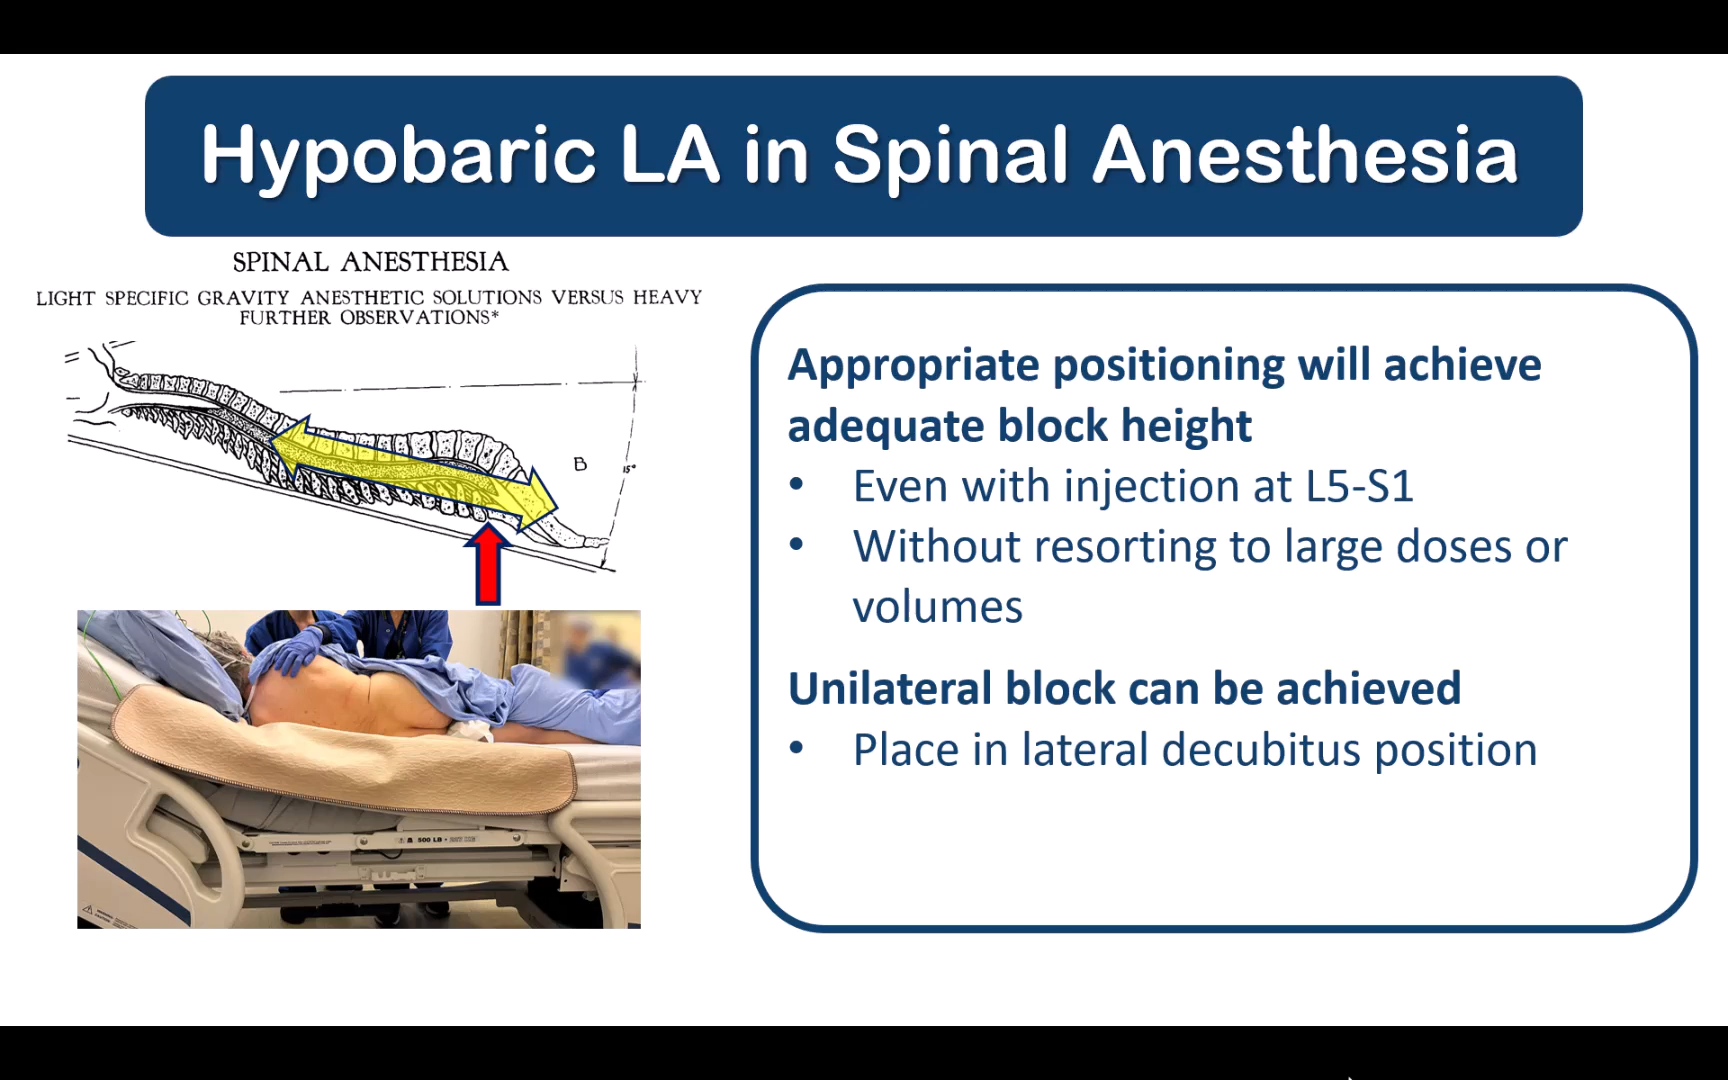 Hypobaric LA in Spinal Anesthesia
SPINAL ANESTHESIA
LIGHT SPECIFIC GRAVITY ANESTHETIC SOLUTIONS VERSUS HEAVY
FURTHER OBSERVATIONS*
B
15°
500 LB
Appropriate positioning will achieve
adequate block height
• Even with injection at L5-S1
• Without resorting to large doses or
volumes
Unilateral block can be achieved
• Place in lateral decubitus position